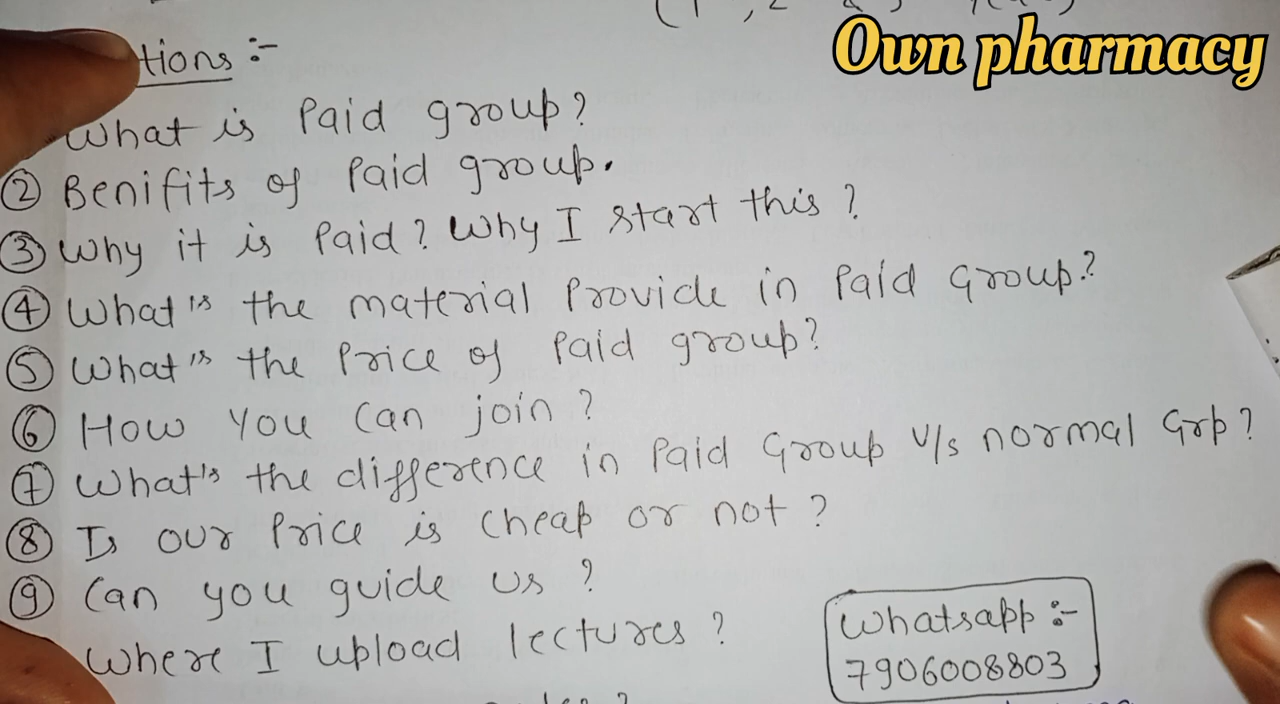 Own pharmacy
tions :-
What is Paid group?
② Benifits of Paid group.
③ Why it is Paid? Why I start this?
④ What is the material Provide in Paid Group?
⑤ What is the Price of Paid group?
⑥ How You Can join?
⑦ What's the difference in Paid Group V/s normal Grp?
⑧ Is our Price is Cheap or not?
⑨ Can you guide us?
Where I upload lectures?
Whatsapp :-
7906008803